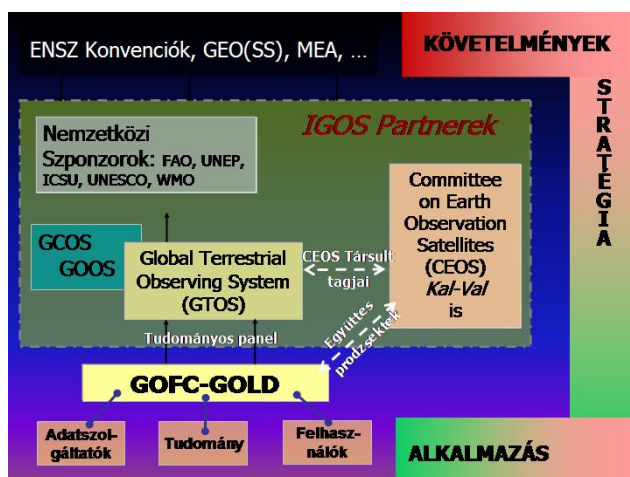 ENSZ Konvenciók, GEO(SS), MEA, ...
KÖVETELMÉNYEK
STRATÉGIA
IGOS Partnerek
Nemzetközi
Szponzorok: FAO, UNEP,
ICSU, UNESCO, WMO
Committee
on Earth
Observation
Satellites
(CEOS)
Kal-Val
is
GCOS
GOOS
Global Terrestrial
Observing System
(GTOS)
CEOS Társult
tagjai
Együttes
prodzsektek
Tudományos panel
GOFC-GOLD
Adatszol-
gáltatók
Tudomány
Felhasz-
nálók
ALKALMAZÁS